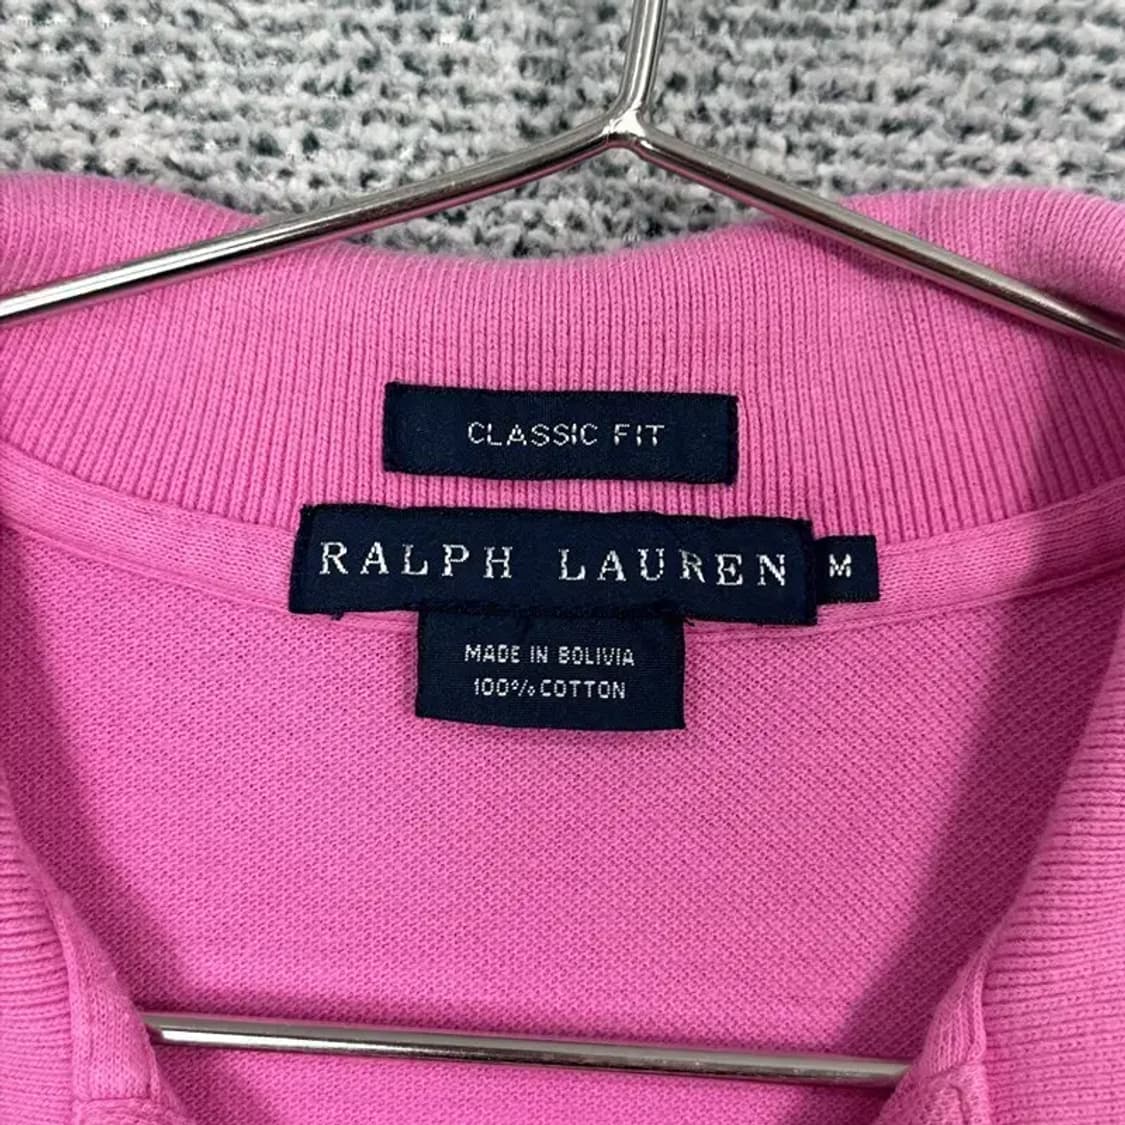 CLASSIC FIT
RALPH LAUREN M
MADE IN BOLIVIA
100% COTTON